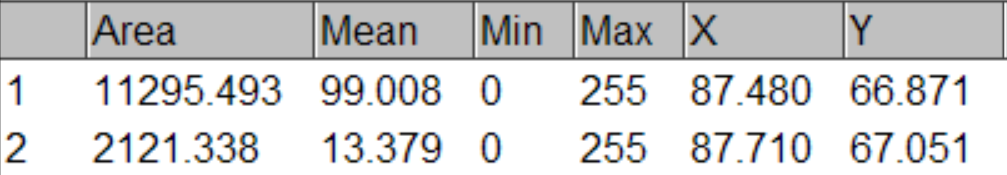 Area Mean Min Max X Y
1 11295.493 99.008 0 255 87.480 66.871
2 2121.338 13.379 0 255 87.710 67.051